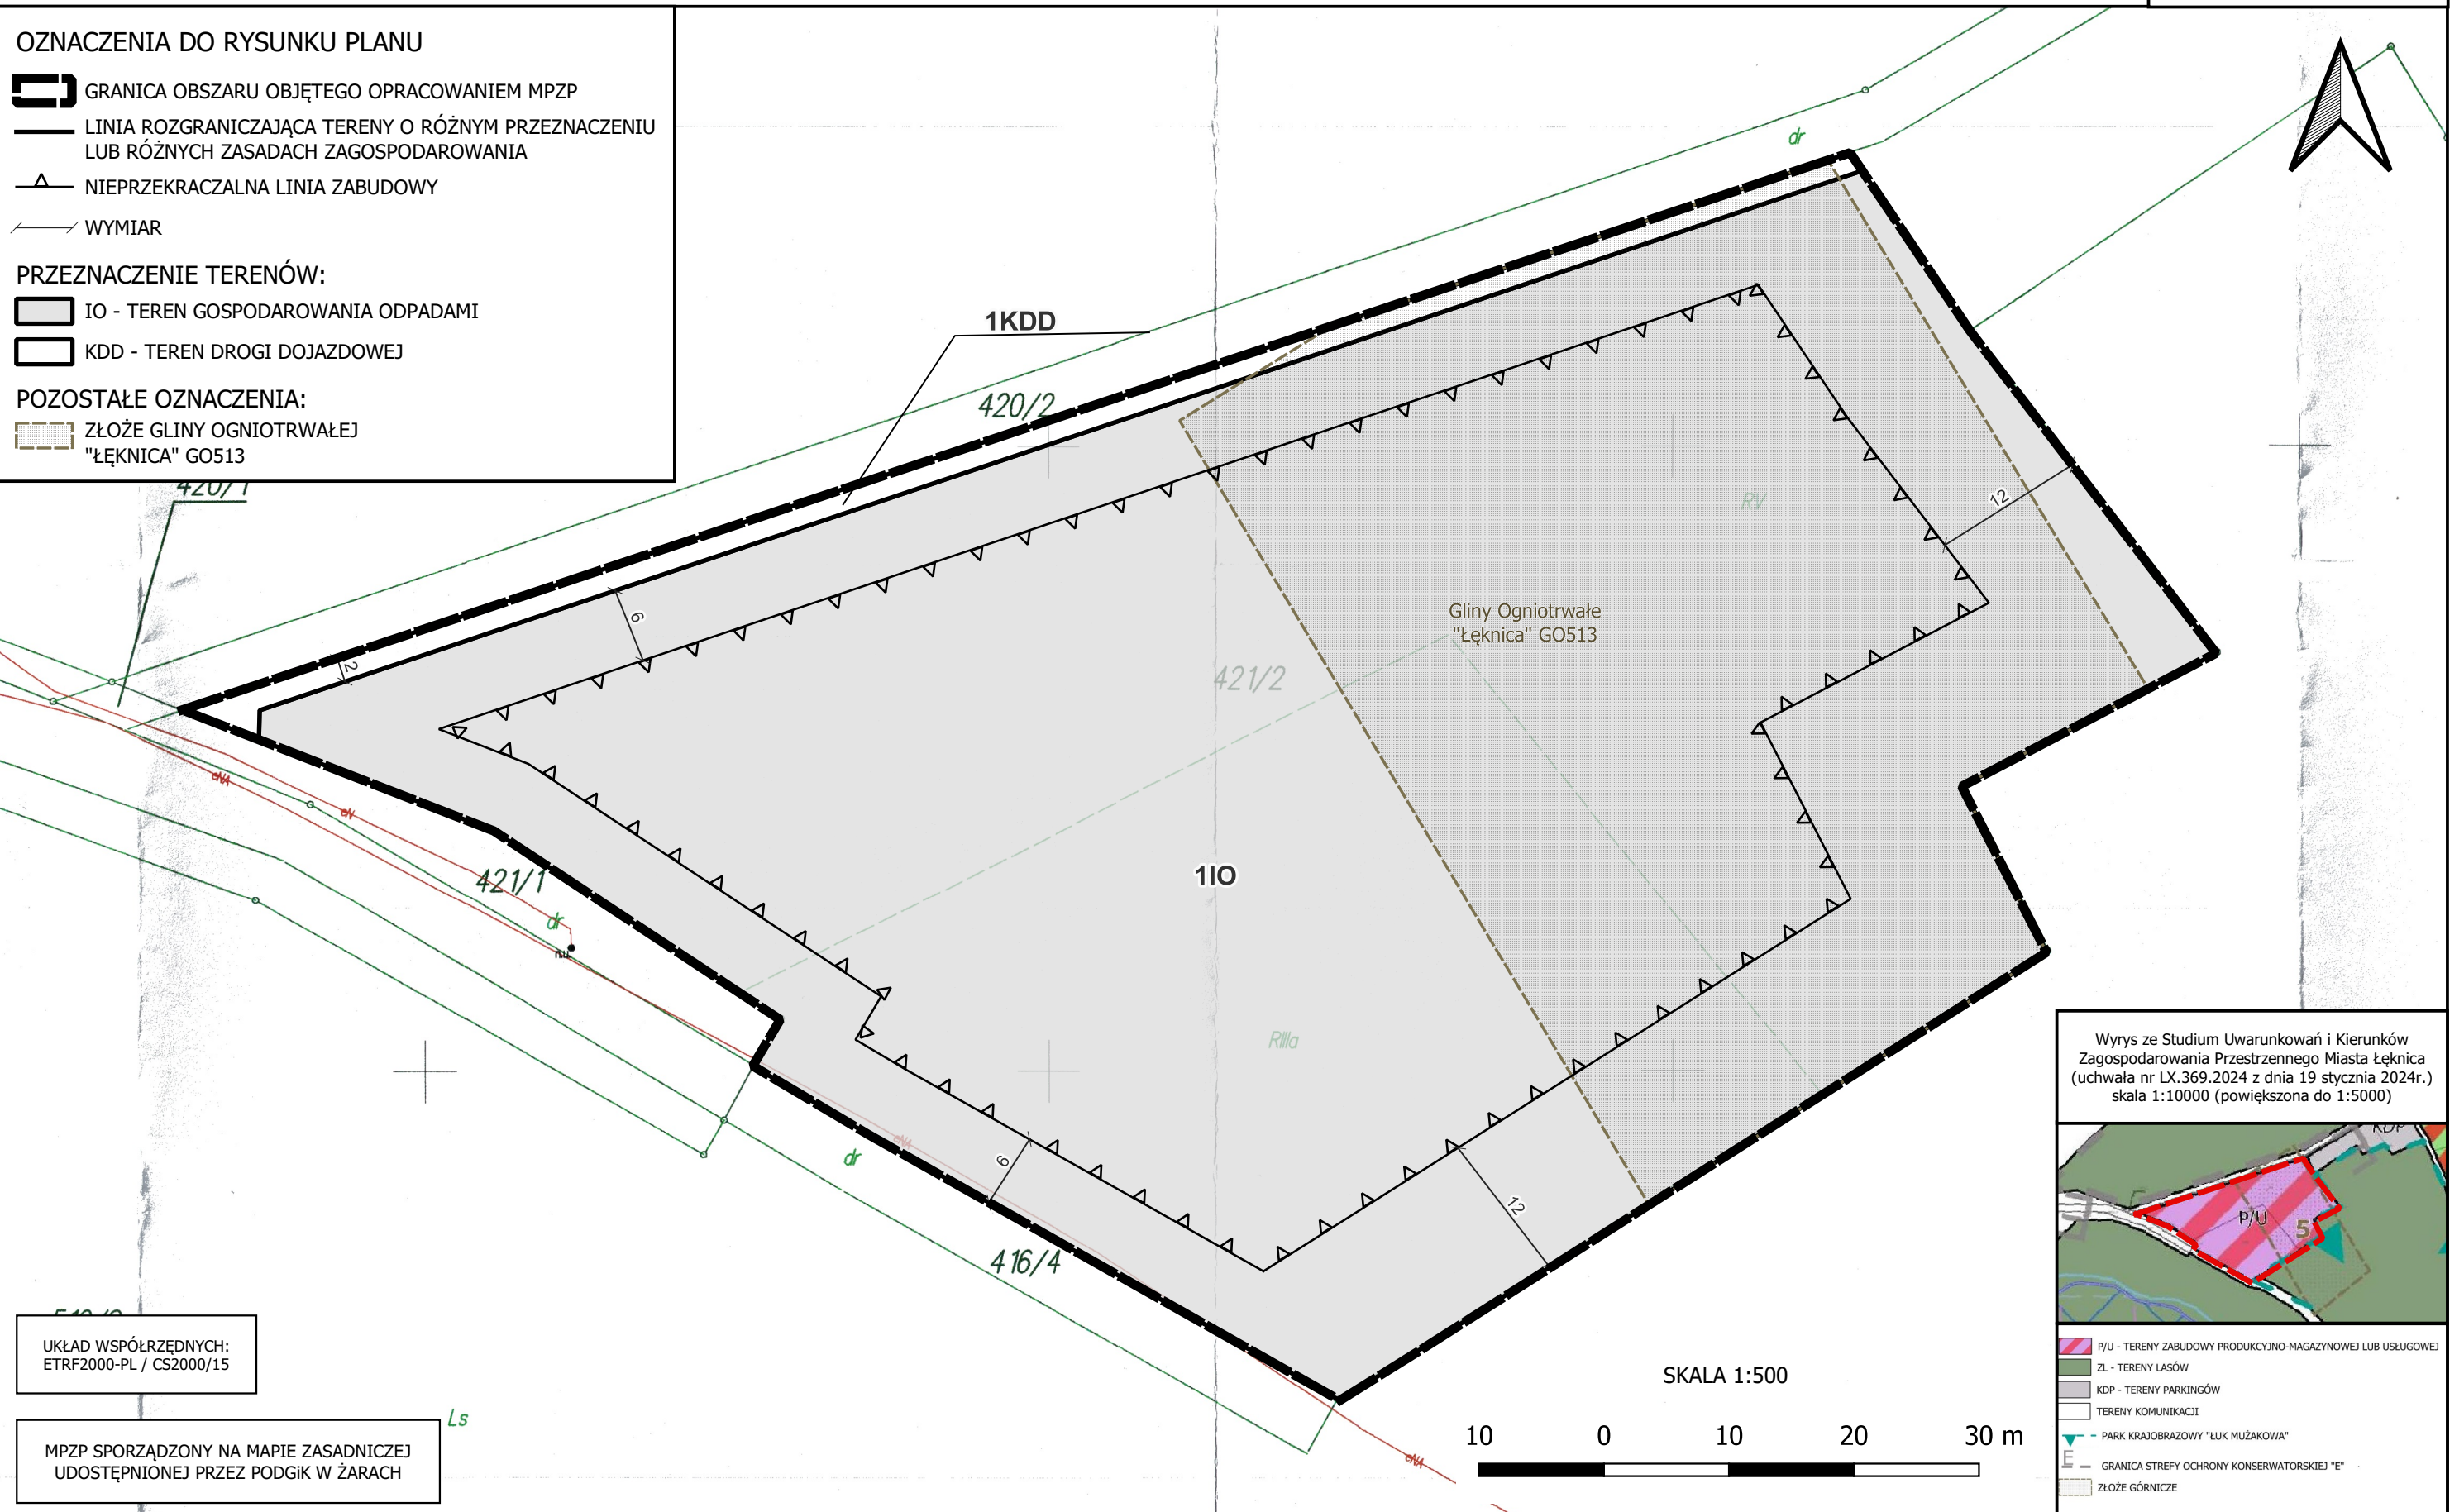 OZNACZENIA DO RYSUNKU PLANU
GRANICA OBSZARU OBJĘTEGO OPRACOWANIEM MPZP
LINIA ROZGRANICZAJĄCA TERENY O RÓŻNYM PRZEZNACZENIU
LUB RÓŻNYCH ZASADACH ZAGOSPODAROWANIA
NIEPRZEKRACZALNA LINIA ZABUDOWY
WYMIAR
PRZEZNACZENIE TERENÓW:
IO - TEREN GOSPODAROWANIA ODPADAMI
KDD - TEREN DROGI DOJAZDOWEJ
POZOSTAŁE OZNACZENIA:
ZŁOŻE GLINY OGNIOTRWAŁEJ
"ŁĘKNICA" GO513
420/1
dr
1KDD
420/2
RV
12
6
2
Gliny Ogniotrwałe
"Łęknica" GO513
421/2
eNA
eN
421/1
dr
1IO
RIIIa
eNA
dr
6
12
416/4
eNA
Ls
UKŁAD WSPÓŁRZĘDNYCH:
ETRF2000-PL / CS2000/15
MPZP SPORZĄDZONY NA MAPIE ZASADNICZEJ
UDOSTĘPNIONEJ PRZEZ PODGiK W ŻARACH
SKALA 1:500
10 0 10 20 30 m
Wyrys ze Studium Uwarunkowań i Kierunków
Zagospodarowania Przestrzennego Miasta Łęknica
(uchwała nr LX.369.2024 z dnia 19 stycznia 2024r.)
skala 1:10000 (powiększona do 1:5000)
KDP
P/U
5
P/U - TERENY ZABUDOWY PRODUKCYJNO-MAGAZYNOWEJ LUB USŁUGOWEJ
ZL - TERENY LASÓW
KDP - TERENY PARKINGÓW
TERENY KOMUNIKACJI
PARK KRAJOBRAZOWY "ŁUK MUŻAKOWA"
E
GRANICA STREFY OCHRONY KONSERWATORSKIEJ "E"
ZŁOŻE GÓRNICZE